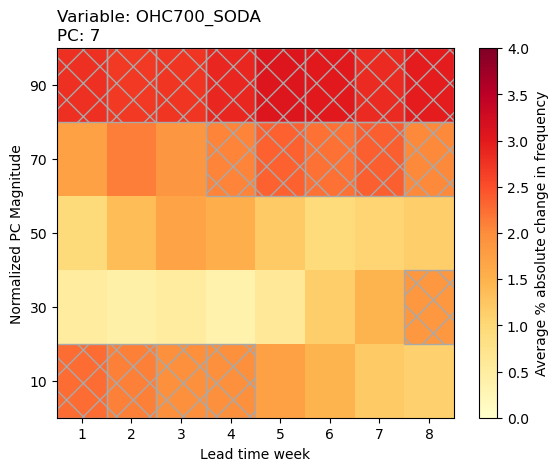 Variable: OHC700_SODA
PC: 7
Normalized PC Magnitude
90
70
50
30
10
1 2 3 4 5 6 7 8
Lead time week
4.0
3.5
3.0
2.5
2.0
1.5
1.0
0.5
0.0
Average % absolute change in frequency